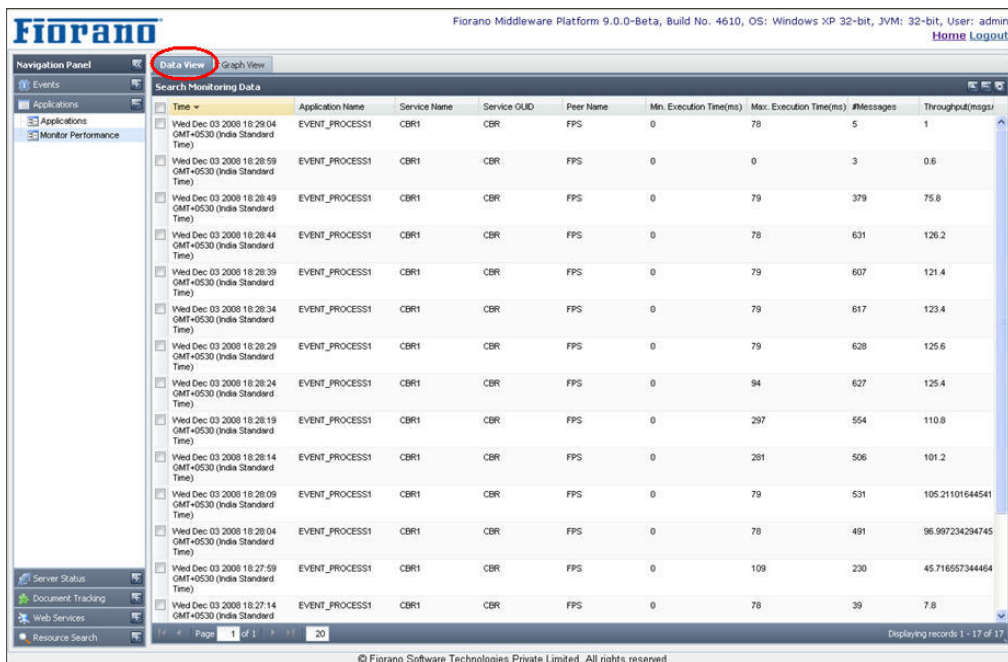 Fiorano
Fiorano Middleware Platform 9.0.0-Beta, Build No. 4610, OS: Windows XP 32-bit, JVM: 32-bit, User: admin
Home Logout
Navigation Panel
Events
Applications
Applications
Monitor Performance
Server Status
Document Tracking
Web Services
Resource Search
Data View Graph View
Search Monitoring Data
Time Application Name Service Name Service GUID Peer Name Min. Execution Time(ms) Max. Execution Time(ms) #Messages Throughput(msgs/
Wed Dec 03 2008 18:29:04 EVENT_PROCESS1 CBR1 CBR FPS 0 78 5 1
GMT+0530 (India Standard
Time)
Wed Dec 03 2008 18:28:59 EVENT_PROCESS1 CBR1 CBR FPS 0 0 3 0.6
GMT+0530 (India Standard
Time)
Wed Dec 03 2008 18:28:49 EVENT_PROCESS1 CBR1 CBR FPS 0 79 379 75.8
GMT+0530 (India Standard
Time)
Wed Dec 03 2008 18:28:44 EVENT_PROCESS1 CBR1 CBR FPS 0 78 631 126.2
GMT+0530 (India Standard
Time)
Wed Dec 03 2008 18:28:39 EVENT_PROCESS1 CBR1 CBR FPS 0 79 607 121.4
GMT+0530 (India Standard
Time)
Wed Dec 03 2008 18:28:34 EVENT_PROCESS1 CBR1 CBR FPS 0 79 617 123.4
GMT+0530 (India Standard
Time)
Wed Dec 03 2008 18:28:29 EVENT_PROCESS1 CBR1 CBR FPS 0 79 628 125.6
GMT+0530 (India Standard
Time)
Wed Dec 03 2008 18:28:24 EVENT_PROCESS1 CBR1 CBR FPS 0 94 627 125.4
GMT+0530 (India Standard
Time)
Wed Dec 03 2008 18:28:19 EVENT_PROCESS1 CBR1 CBR FPS 0 297 554 110.8
GMT+0530 (India Standard
Time)
Wed Dec 03 2008 18:28:14 EVENT_PROCESS1 CBR1 CBR FPS 0 281 506 101.2
GMT+0530 (India Standard
Time)
Wed Dec 03 2008 18:28:09 EVENT_PROCESS1 CBR1 CBR FPS 0 79 531 105.21101644541
GMT+0530 (India Standard
Time)
Wed Dec 03 2008 18:28:04 EVENT_PROCESS1 CBR1 CBR FPS 0 78 491 96.997234294745
GMT+0530 (India Standard
Time)
Wed Dec 03 2008 18:27:59 EVENT_PROCESS1 CBR1 CBR FPS 0 109 230 45.716557344464
GMT+0530 (India Standard
Time)
Wed Dec 03 2008 18:27:14 EVENT_PROCESS1 CBR1 CBR FPS 0 78 39 7.8
GMT+0530 (India Standard
Page 1 of 1 20 Displaying records 1 - 17 of 17
© Fiorano Software Technologies Private Limited. All rights reserved